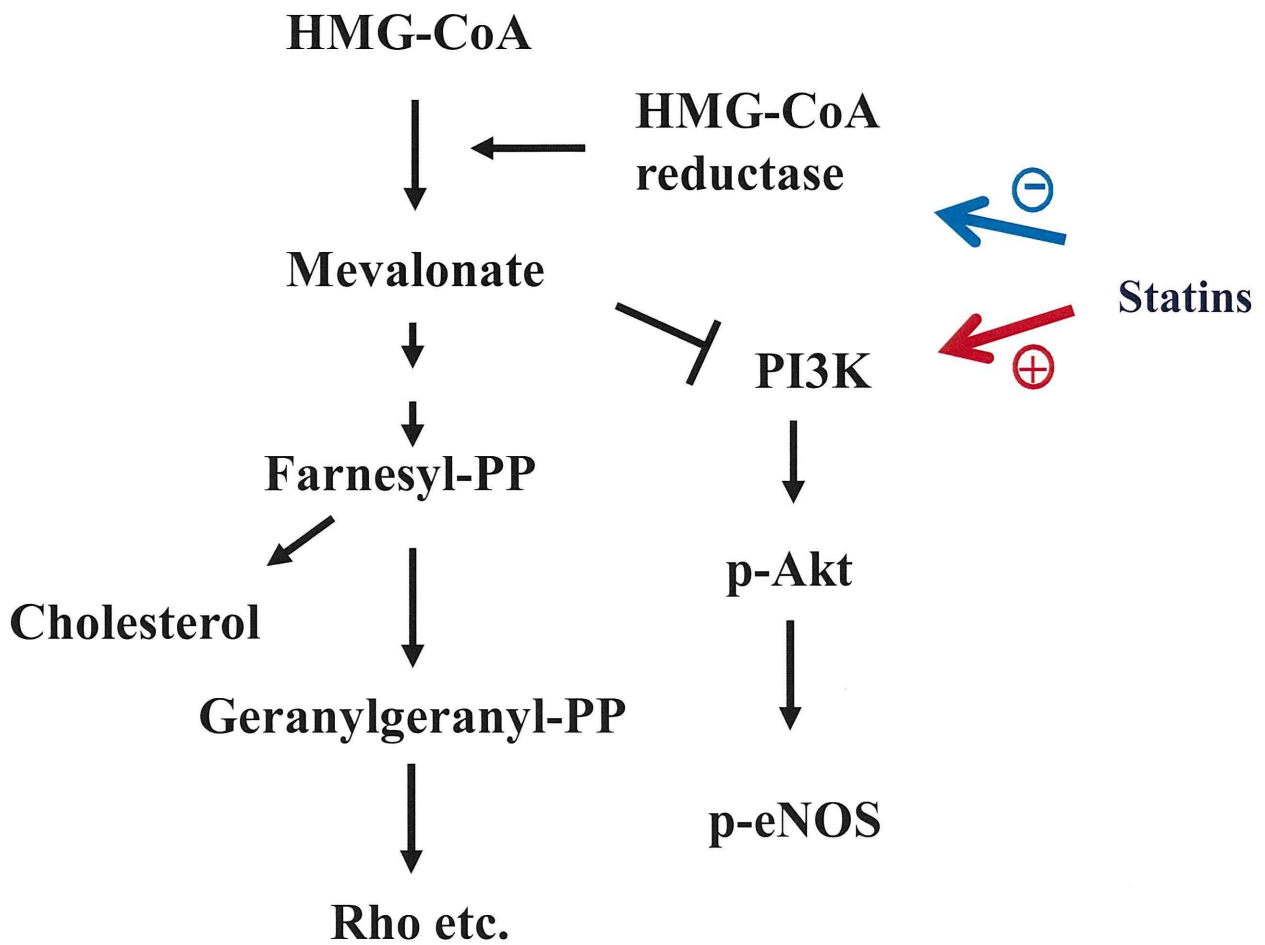 HMG-CoA
HMG-CoA
reductase
−
Mevalonate
Statins
PI3K
+
Farnesyl-PP
p-Akt
Cholesterol
Geranylgeranyl-PP
p-eNOS
Rho etc.